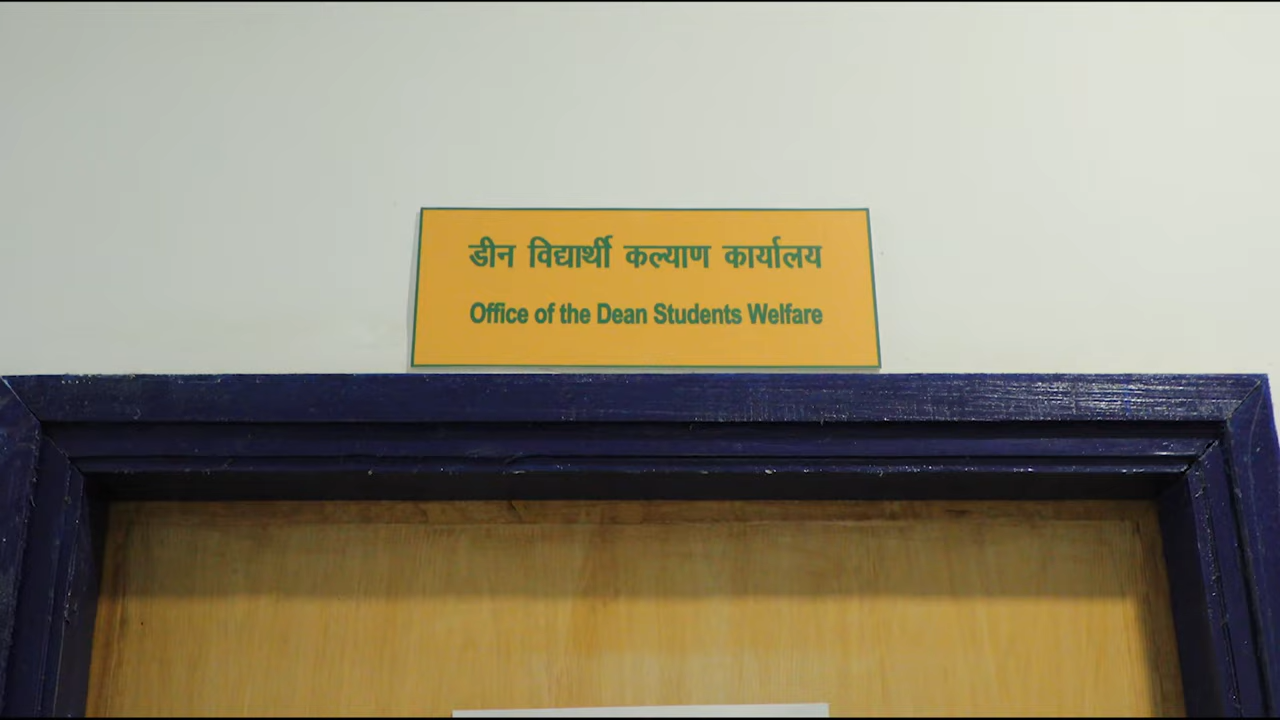 डीन विद्यार्थी कल्याण कार्यालय
Office of the Dean Students Welfare